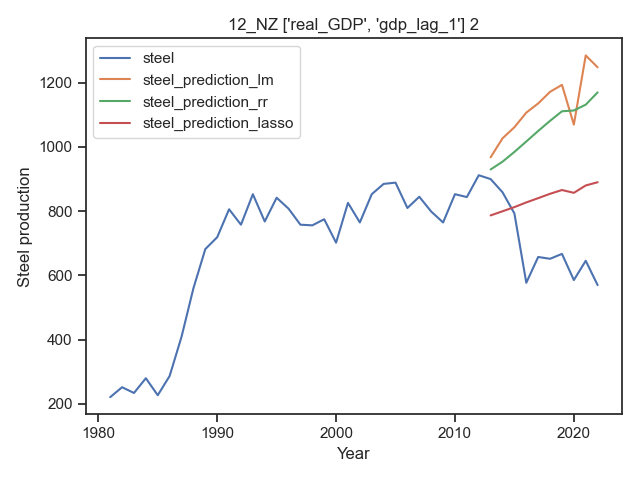 12_NZ ['real_GDP', 'gdp_lag_1'] 2
steel
steel_prediction_lm
steel_prediction_rr
steel_prediction_lasso
Steel production
1200
1000
800
600
400
200
1980
1990
2000
2010
2020
Year